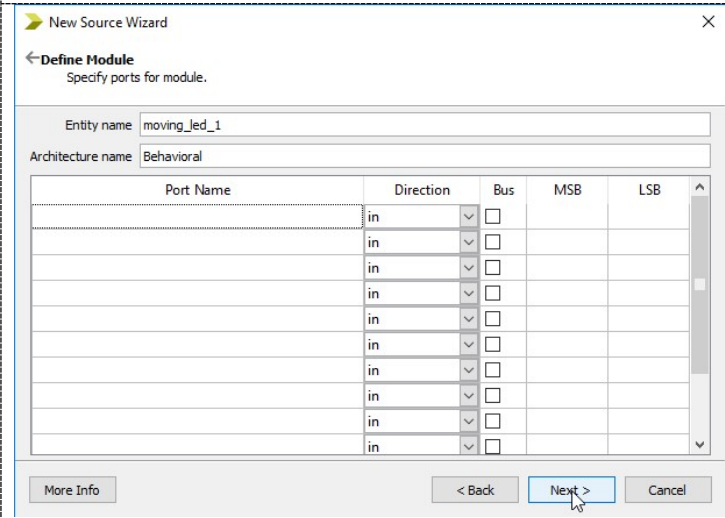 New Source Wizard
Define Module
Specify ports for module.
Entity name moving_led_1
Architecture name Behavioral
Port Name Direction Bus MSB LSB
in
in
in
in
in
in
in
in
in
in
More Info < Back Next > Cancel